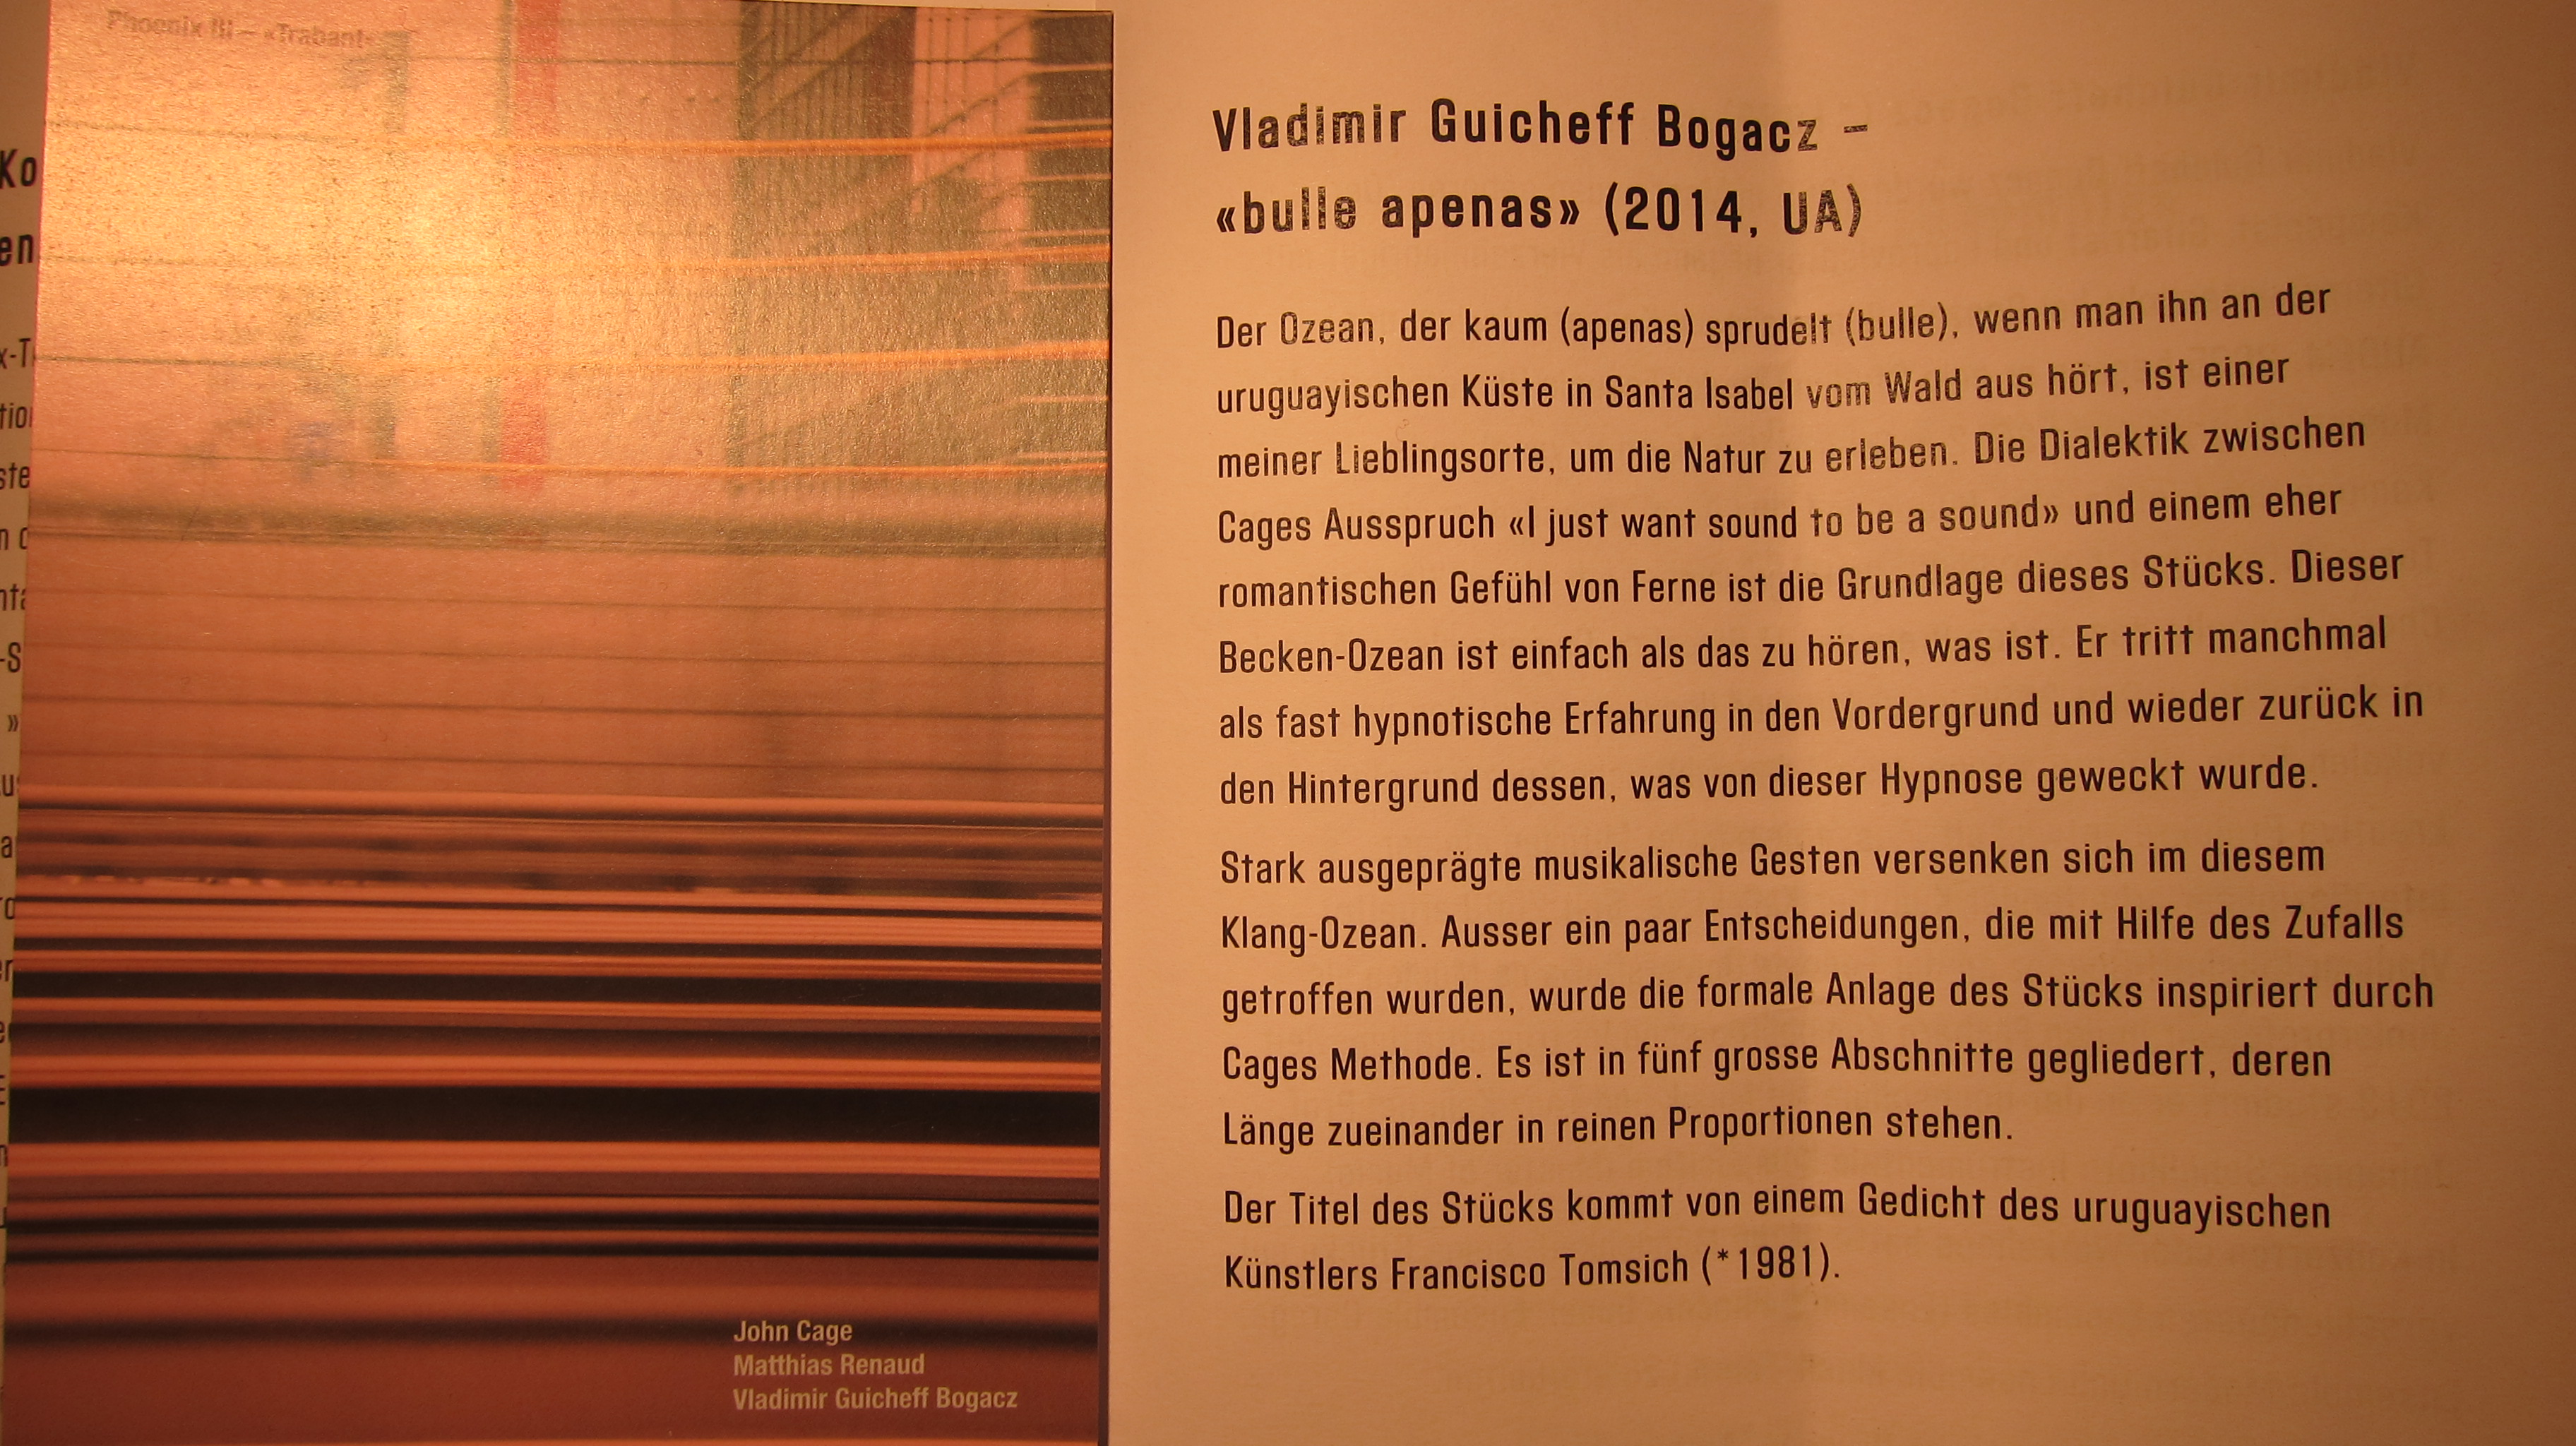 Phoenix III – «Trabant»
John Cage
Matthias Renaud
Vladimir Guicheff Bogacz
Vladimir Guicheff Bogacz –
«bulle apenas» (2014, UA)
Der Ozean, der kaum (apenas) sprudelt (bulle), wenn man ihn an der
uruguayischen Küste in Santa Isabel vom Wald aus hört, ist einer
meiner Lieblingsorte, um die Natur zu erleben. Die Dialektik zwischen
Cages Ausspruch «I just want sound to be a sound» und einem eher
romantischen Gefühl von Ferne ist die Grundlage dieses Stücks. Dieser
Becken-Ozean ist einfach als das zu hören, was ist. Er tritt manchmal
als fast hypnotische Erfahrung in den Vordergrund und wieder zurück in
den Hintergrund dessen, was von dieser Hypnose geweckt wurde.
Stark ausgeprägte musikalische Gesten versenken sich im diesem
Klang-Ozean. Ausser ein paar Entscheidungen, die mit Hilfe des Zufalls
getroffen wurden, wurde die formale Anlage des Stücks inspiriert durch
Cages Methode. Es ist in fünf grosse Abschnitte gegliedert, deren
Länge zueinander in reinen Proportionen stehen.
Der Titel des Stücks kommt von einem Gedicht des uruguayischen
Künstlers Francisco Tomsich (*1981).